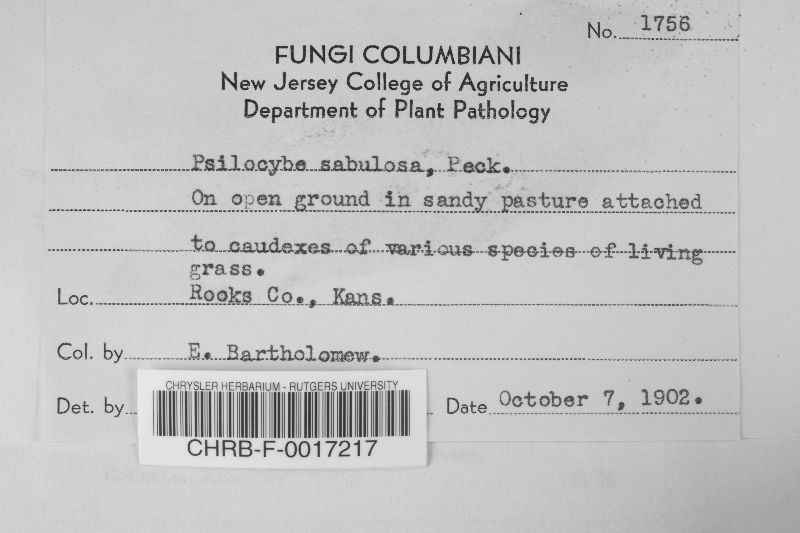 No. 1756
FUNGI COLUMBIANI
New Jersey College of Agriculture
Department of Plant Pathology
Psilocybe sabulosa, Peck.
On open ground in sandy pasture attached
to caudexes of various species of living
grass.
Loc. Rooks Co., Kans.
Col. by E. Bartholomew.
Det. by
Date October 7, 1902.
CHRYSLER HERBARIUM - RUTGERS UNIVERSITY
CHRB-F-0017217